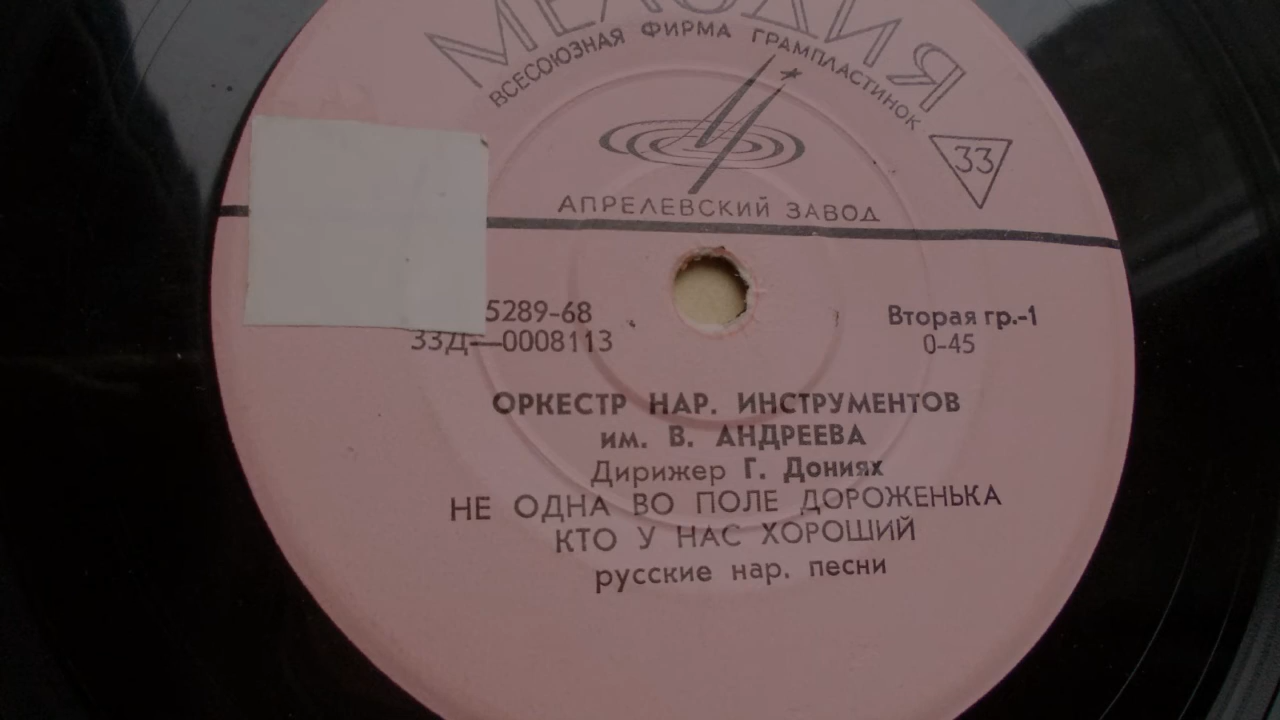 МЕЛОДИЯ
ВСЕСОЮЗНАЯ ФИРМА ГРАМПЛАСТИНОК
33
АПРЕЛЕВСКИЙ ЗАВОД
5289-68
33Д—0008113
Вторая гр.-1
0-45
ОРКЕСТР НАР. ИНСТРУМЕНТОВ
им. В. АНДРЕЕВА
Дирижер Г. Дониях
НЕ ОДНА ВО ПОЛЕ ДОРОЖЕНЬКА
КТО У НАС ХОРОШИЙ
русские нар. песни